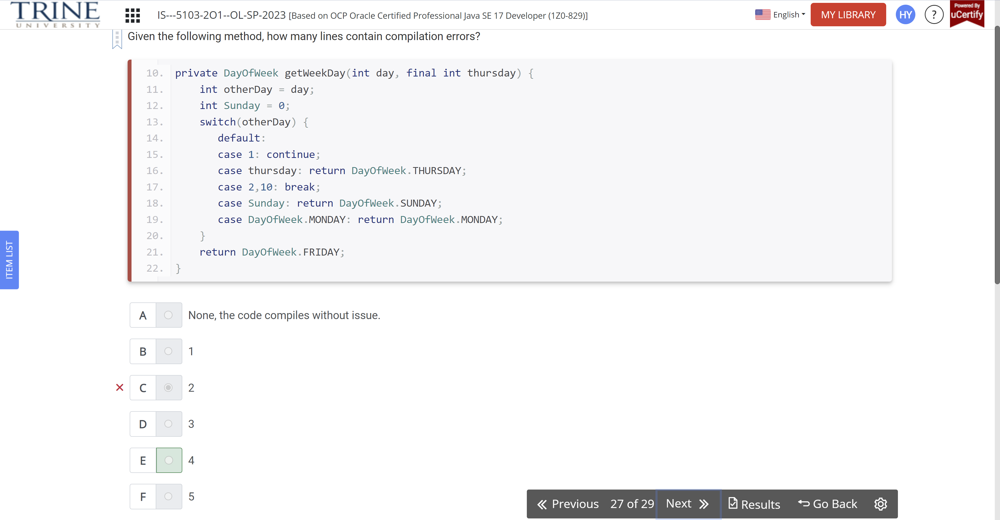 TRINE
UNIVERSITY
IS---5103-2O1--OL-SP-2023 [Based on OCP Oracle Certified Professional Java SE 17 Developer (1Z0-829)]
English
MY LIBRARY
HY
?
Powered By
uCertify
Given the following method, how many lines contain compilation errors?
10. private DayOfWeek getWeekDay(int day, final int thursday) {
11.     int otherDay = day;
12.     int Sunday = 0;
13.     switch(otherDay) {
14.        default:
15.        case 1: continue;
16.        case thursday: return DayOfWeek.THURSDAY;
17.        case 2,10: break;
18.        case Sunday: return DayOfWeek.SUNDAY;
19.        case DayOfWeek.MONDAY: return DayOfWeek.MONDAY;
20.     }
21.     return DayOfWeek.FRIDAY;
22. }
ITEM LIST
A None, the code compiles without issue.
B 1
C 2
D 3
E 4
F 5
Previous 27 of 29 Next Results Go Back